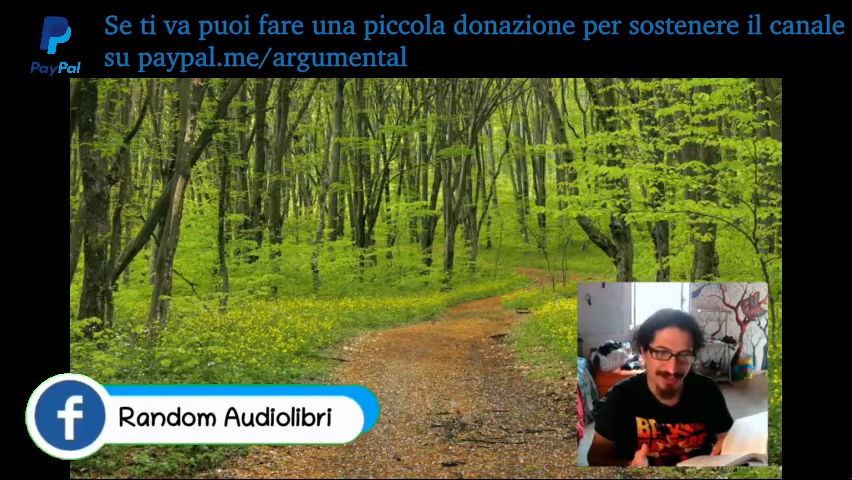 Se ti va puoi fare una piccola donazione per sostenere il canale
PayPal
su paypal.me/argumental
f
Random Audiolibri